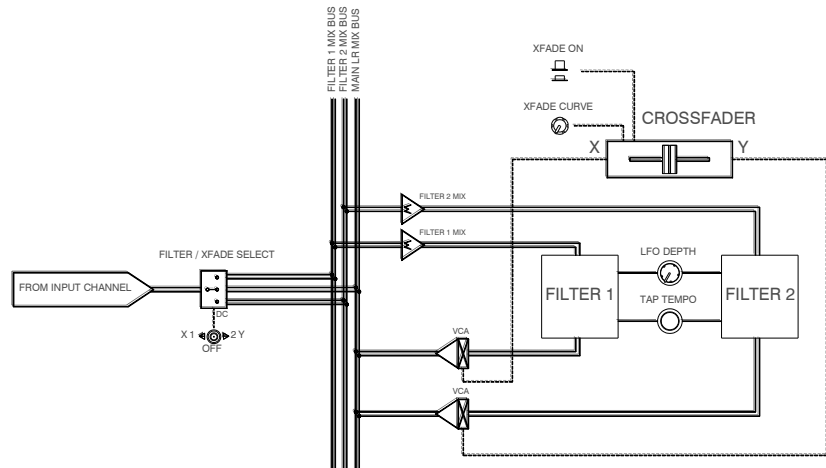 FILTER 1 MIX BUS
FILTER 2 MIX BUS
MAIN LR MIX BUS
XFADE ON
XFADE CURVE
CROSSFADER
X
Y
FILTER 2 MIX
FILTER 1 MIX
FILTER / XFADE SELECT
FROM INPUT CHANNEL
DC
X 1
2 Y
OFF
LFO DEPTH
FILTER 1
FILTER 2
TAP TEMPO
VCA
VCA